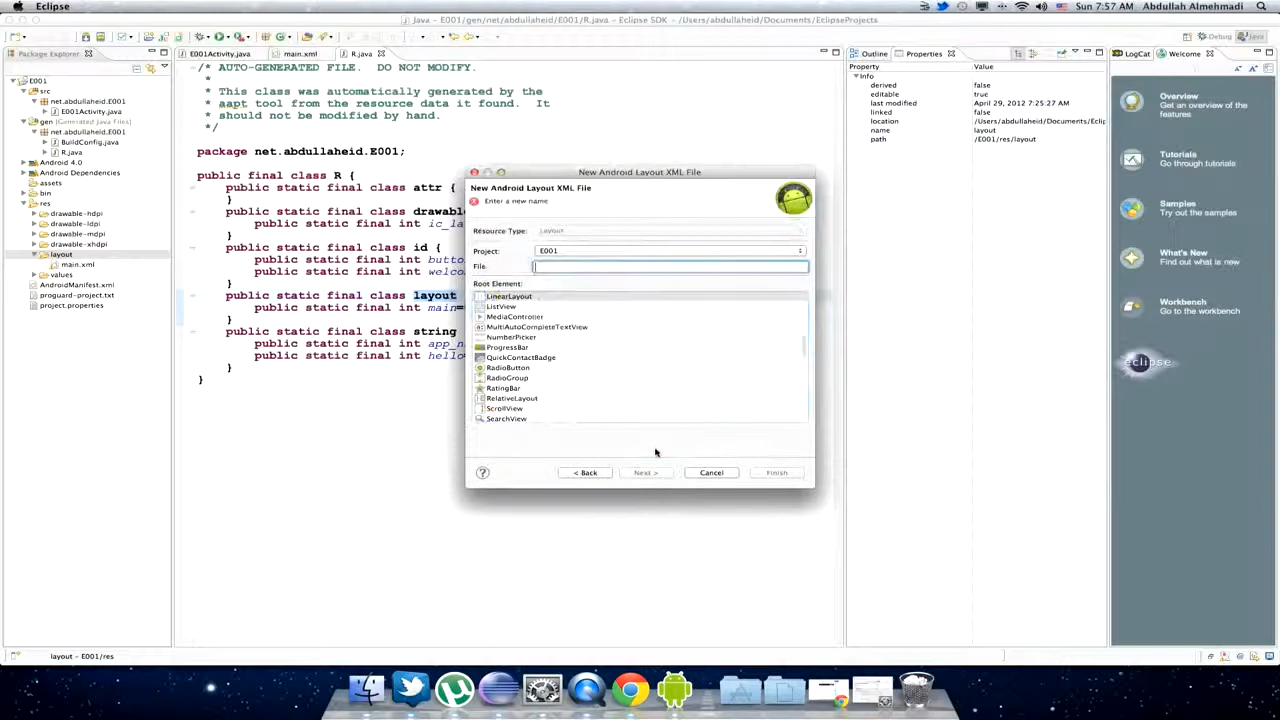 Eclipse
Sun 7:57 AM Abdullah Almehmadi
Java - E001/gen/net/abdullaheid/E001/R.java - Eclipse SDK - /Users/abdullaheid/Documents/EclipseProjects
Debug Java
Package Explorer
E001Activity.java
main.xml
R.java
Outline
Properties
LogCat
Welcome
E001
src
net.abdullaheid.E001
E001Activity.java
gen [Generated Java Files]
net.abdullaheid.E001
BuildConfig.java
R.java
Android 4.0
Android Dependencies
assets
bin
res
drawable-hdpi
drawable-ldpi
drawable-mdpi
drawable-xhdpi
layout
main.xml
values
AndroidManifest.xml
proguard-project.txt
project.properties
/* AUTO-GENERATED FILE. DO NOT MODIFY.
*
* This class was automatically generated by the
* aapt tool from the resource data it found. It
* should not be modified by hand.
*/
package net.abdullaheid.E001;
public final class R {
public static final class attr {
}
public static final class drawable
public static final int ic_la
}
public static final class id {
public static final int butto
public static final int welco
}
public static final class layout
public static final int main=
}
public static final class string
public static final int app_n
public static final int hello
}
}
New Android Layout XML File
New Android Layout XML File
Enter a new name
Resource Type: Layout
Project: E001
File:
Root Element:
LinearLayout
ListView
MediaController
MultiAutoCompleteTextView
NumberPicker
ProgressBar
QuickContactBadge
RadioButton
RadioGroup
RatingBar
RelativeLayout
ScrollView
SearchView
? < Back Next > Cancel Finish
Property Value
Info
derived false
editable true
last modified April 29, 2012 7:25:27 AM
linked false
location /Users/abdullaheid/Documents/Eclip
name layout
path /E001/res/layout
Overview
Get an overview of the features
Tutorials
Go through tutorials
Samples
Try out the samples
What's New
Find out what is new
Workbench
Go to the workbench
eclipse
layout - E001/res